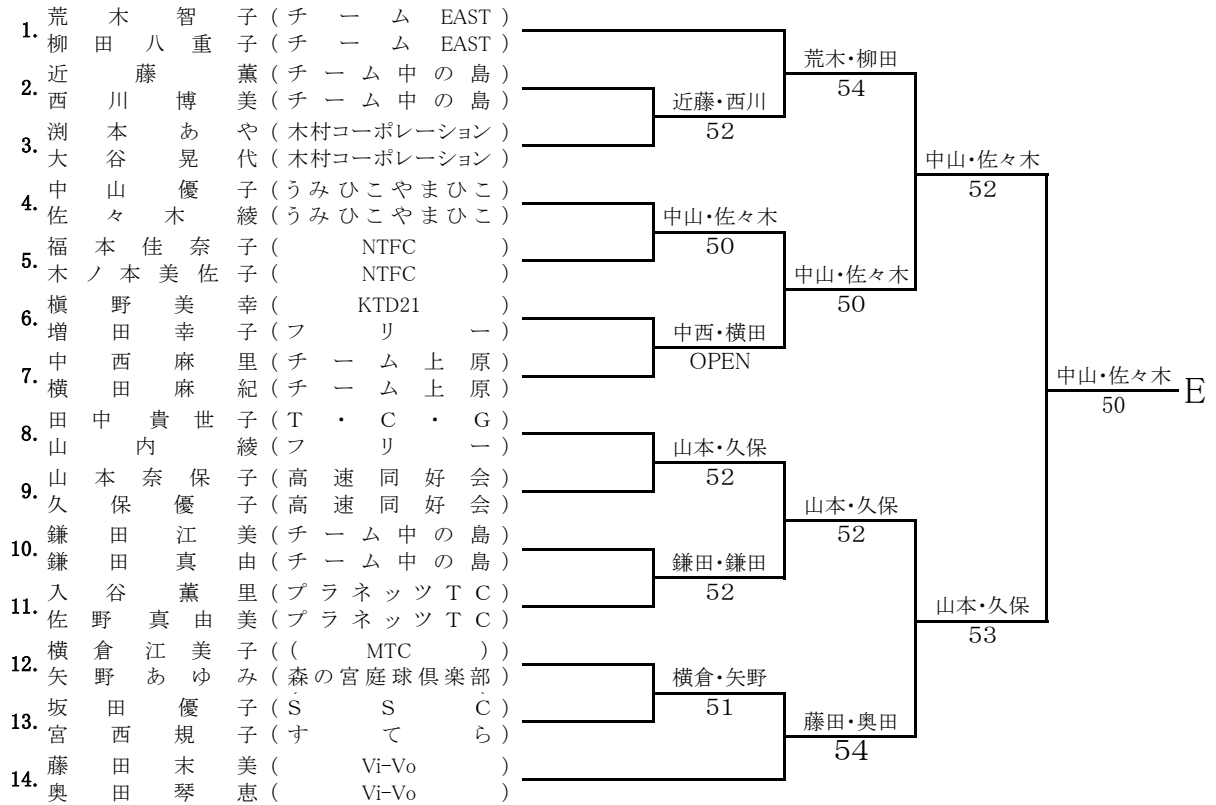 1. 荒木智子(チーム EAST)
柳田八重子(チーム EAST)
2. 近藤薫(チーム中の島)
西川博美(チーム中の島)
3. 渕本あや(木村コーポレーション)
大谷晃代(木村コーポレーション)
4. 中山優子(うみひこやまひこ)
佐々木綾(うみひこやまひこ)
5. 福本佳奈子(NTFC)
木ノ本美佐子(NTFC)
6. 槇野美幸(KTD21)
増田幸子(フリー)
7. 中西麻里(チーム上原)
横田麻紀(チーム上原)
8. 田中貴世子(T・C・G)
山内綾(フリー)
9. 山本奈保子(高速同好会)
久保優子(高速同好会)
10. 鎌田江美(チーム中の島)
鎌田真由(チーム中の島)
11. 入谷薫里(プラネッツTC)
佐野真由美(プラネッツTC)
12. 横倉江美子((MTC))
矢野あゆみ(森の宮庭球倶楽部)
13. 坂田優子(SSC)
宮西規子(すてら)
14. 藤田末美(Vi-Vo)
奥田琴恵(Vi-Vo)
近藤・西川
52
中山・佐々木
50
中西・横田
OPEN
山本・久保
52
鎌田・鎌田
52
横倉・矢野
51
荒木・柳田
54
中山・佐々木
50
山本・久保
52
藤田・奥田
54
中山・佐々木
52
山本・久保
53
中山・佐々木
50
E